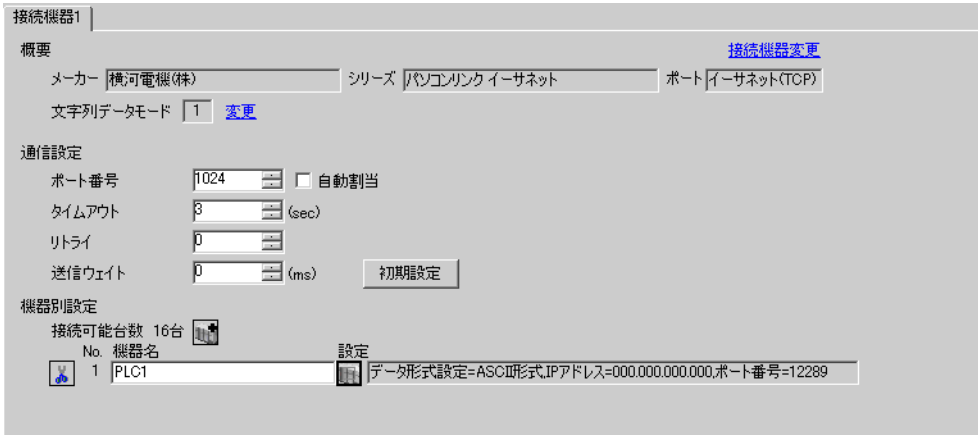 接続機器1
概要 接続機器変更
メーカー 横河電機(株) シリーズ パソコンリンク イーサネット ポート イーサネット(TCP)
文字列データモード 1 変更
通信設定
ポート番号 1024 自動割当
タイムアウト 3 (sec)
リトライ 0
送信ウェイト 0 (ms) 初期設定
機器別設定
接続可能台数 16台
No. 機器名 設定
1 PLC1 データ形式設定=ASCII形式,IPアドレス=000.000.000.000,ポート番号=12289